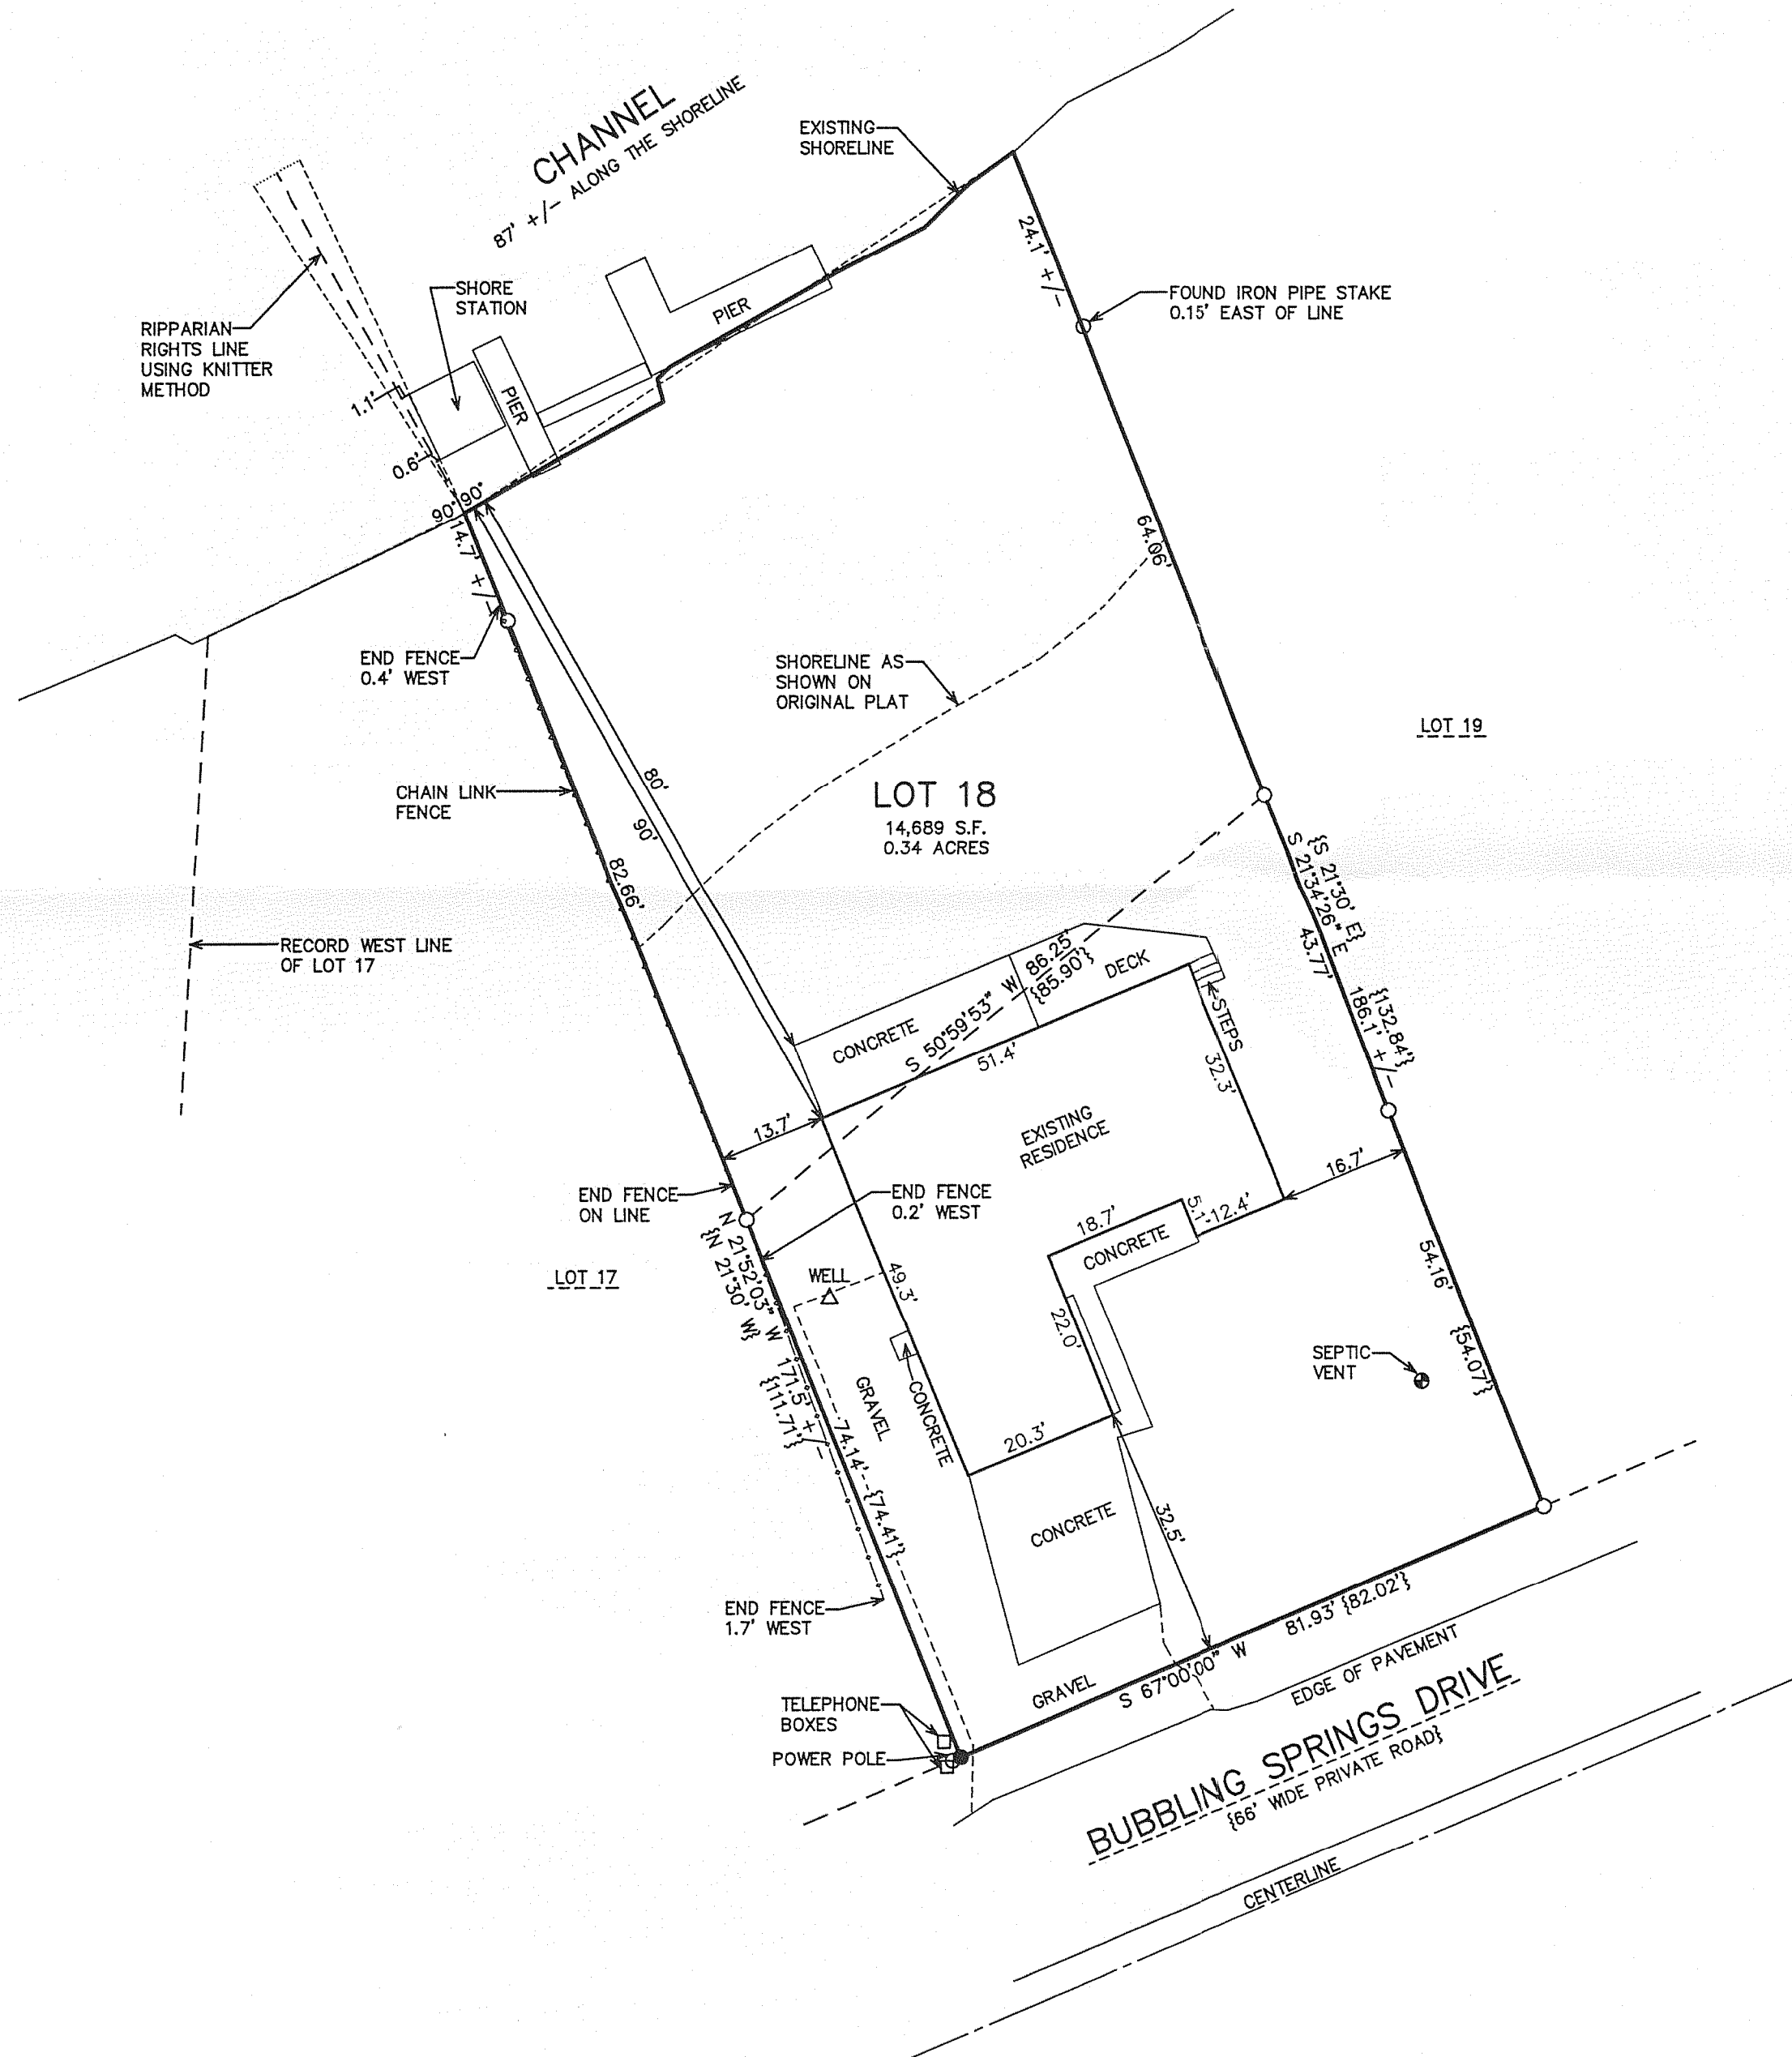 CHANNEL
87' +/- ALONG THE SHORELINE
EXISTING
SHORELINE
24.1' +/-
FOUND IRON PIPE STAKE
0.15' EAST OF LINE
SHORE
STATION
PIER
PIER
RIPPARIAN
RIGHTS LINE
USING KNITTER
METHOD
1.1'
0.6'
90°
90°
14.7' +/-
64.06'
END FENCE
0.4' WEST
SHORELINE AS
SHOWN ON
ORIGINAL PLAT
LOT 19
CHAIN LINK
FENCE
80'
90'
LOT 18
14,689 S.F.
0.34 ACRES
82.66'
{S 21°30' E}
S 21°34'26" E
43.77'
{132.84'}
186.1' +/-
RECORD WEST LINE
OF LOT 17
S 50°59'53" W 86.25'
{85.90'}
DECK
CONCRETE
STEPS
51.4'
32.3'
EXISTING
RESIDENCE
13.7'
16.7'
END FENCE
ON LINE
END FENCE
0.2' WEST
18.7'
5.1'
12.4'
CONCRETE
N 21°52'03" W
{N 21°30' W}
171.5' +
{111.71'}
LOT 17
WELL
49.3'
22.0'
54.16'
{54.07'}
SEPTIC
VENT
GRAVEL
CONCRETE
74.14'
{74.41'}
20.3'
CONCRETE
32.5'
END FENCE
1.7' WEST
81.93' {82.02'}
S 67°00'00" W
GRAVEL
EDGE OF PAVEMENT
TELEPHONE
BOXES
POWER POLE
BUBBLING SPRINGS DRIVE
{66' WIDE PRIVATE ROAD}
CENTERLINE